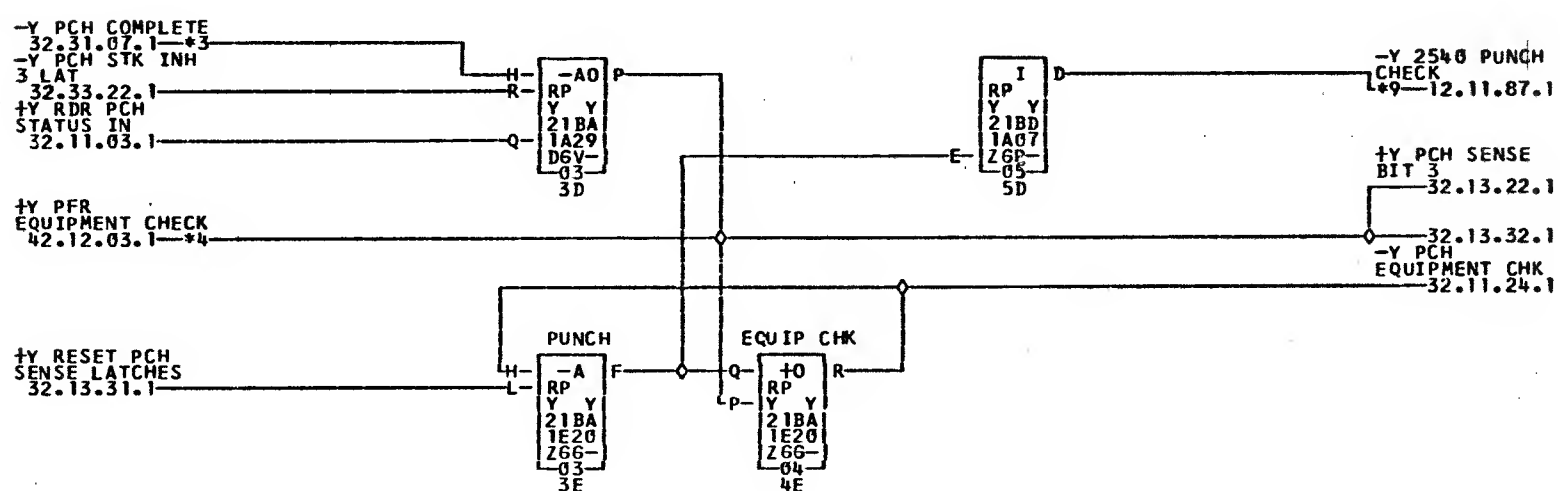 -Y PCH COMPLETE
32.31.07.1—*3
-Y PCH STK INH
3 LAT
32.33.22.1
+Y RDR PCH
STATUS IN
32.11.03.1
H- -AO P
R- RP
Y Y
21BA
Q- 1A29
D6V-
03
3D
I D
RP
Y Y
21BD
1A07
E- Z6P-
05
5D
-Y 2540 PUNCH
CHECK
*9—12.11.87.1
+Y PCH SENSE
BIT 3
32.13.22.1
+Y PFR
EQUIPMENT CHECK
42.12.03.1—*4
32.13.32.1
-Y PCH
EQUIPMENT CHK
32.11.24.1
+Y RESET PCH
SENSE LATCHES
32.13.31.1
PUNCH
H- -A F
L- RP
Y Y
21BA
1E20
Z66-
03
3E
EQUIP CHK
Q- +O R
RP
P- Y Y
21BA
1E20
Z66-
04
4E